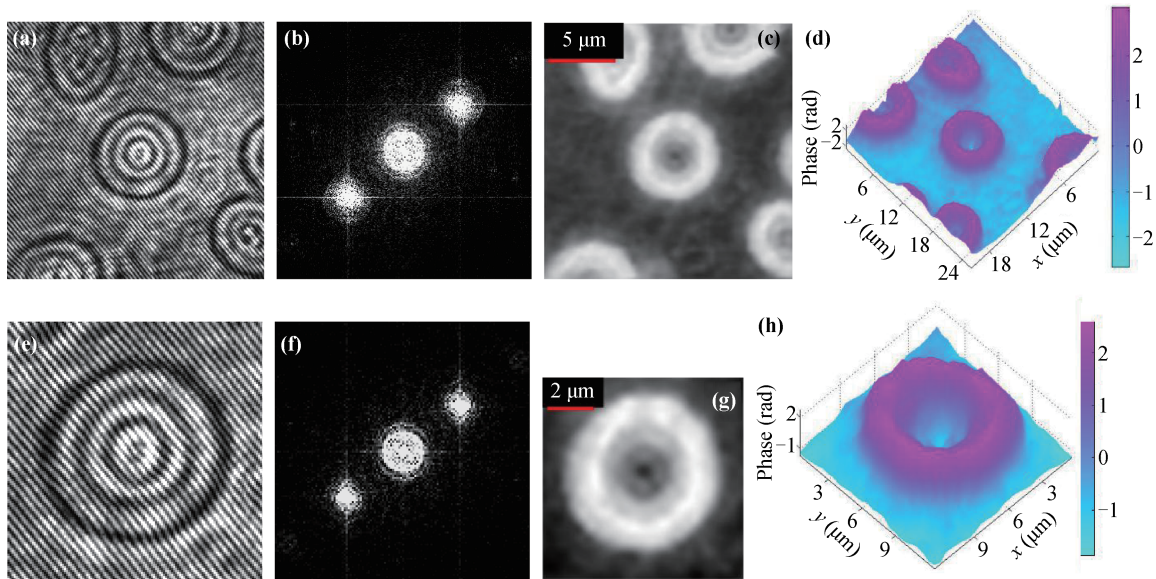 (a)
(b)
5 μm
(c)
(d)
Phase (rad)
2
−2
6
12
18
24
y (μm)
6
12
18
x (μm)
2
1
0
−1
−2
(e)
(f)
2 μm
(g)
(h)
Phase (rad)
2
−1
3
6
9
y (μm)
3
6
9
x (μm)
2
1
0
−1